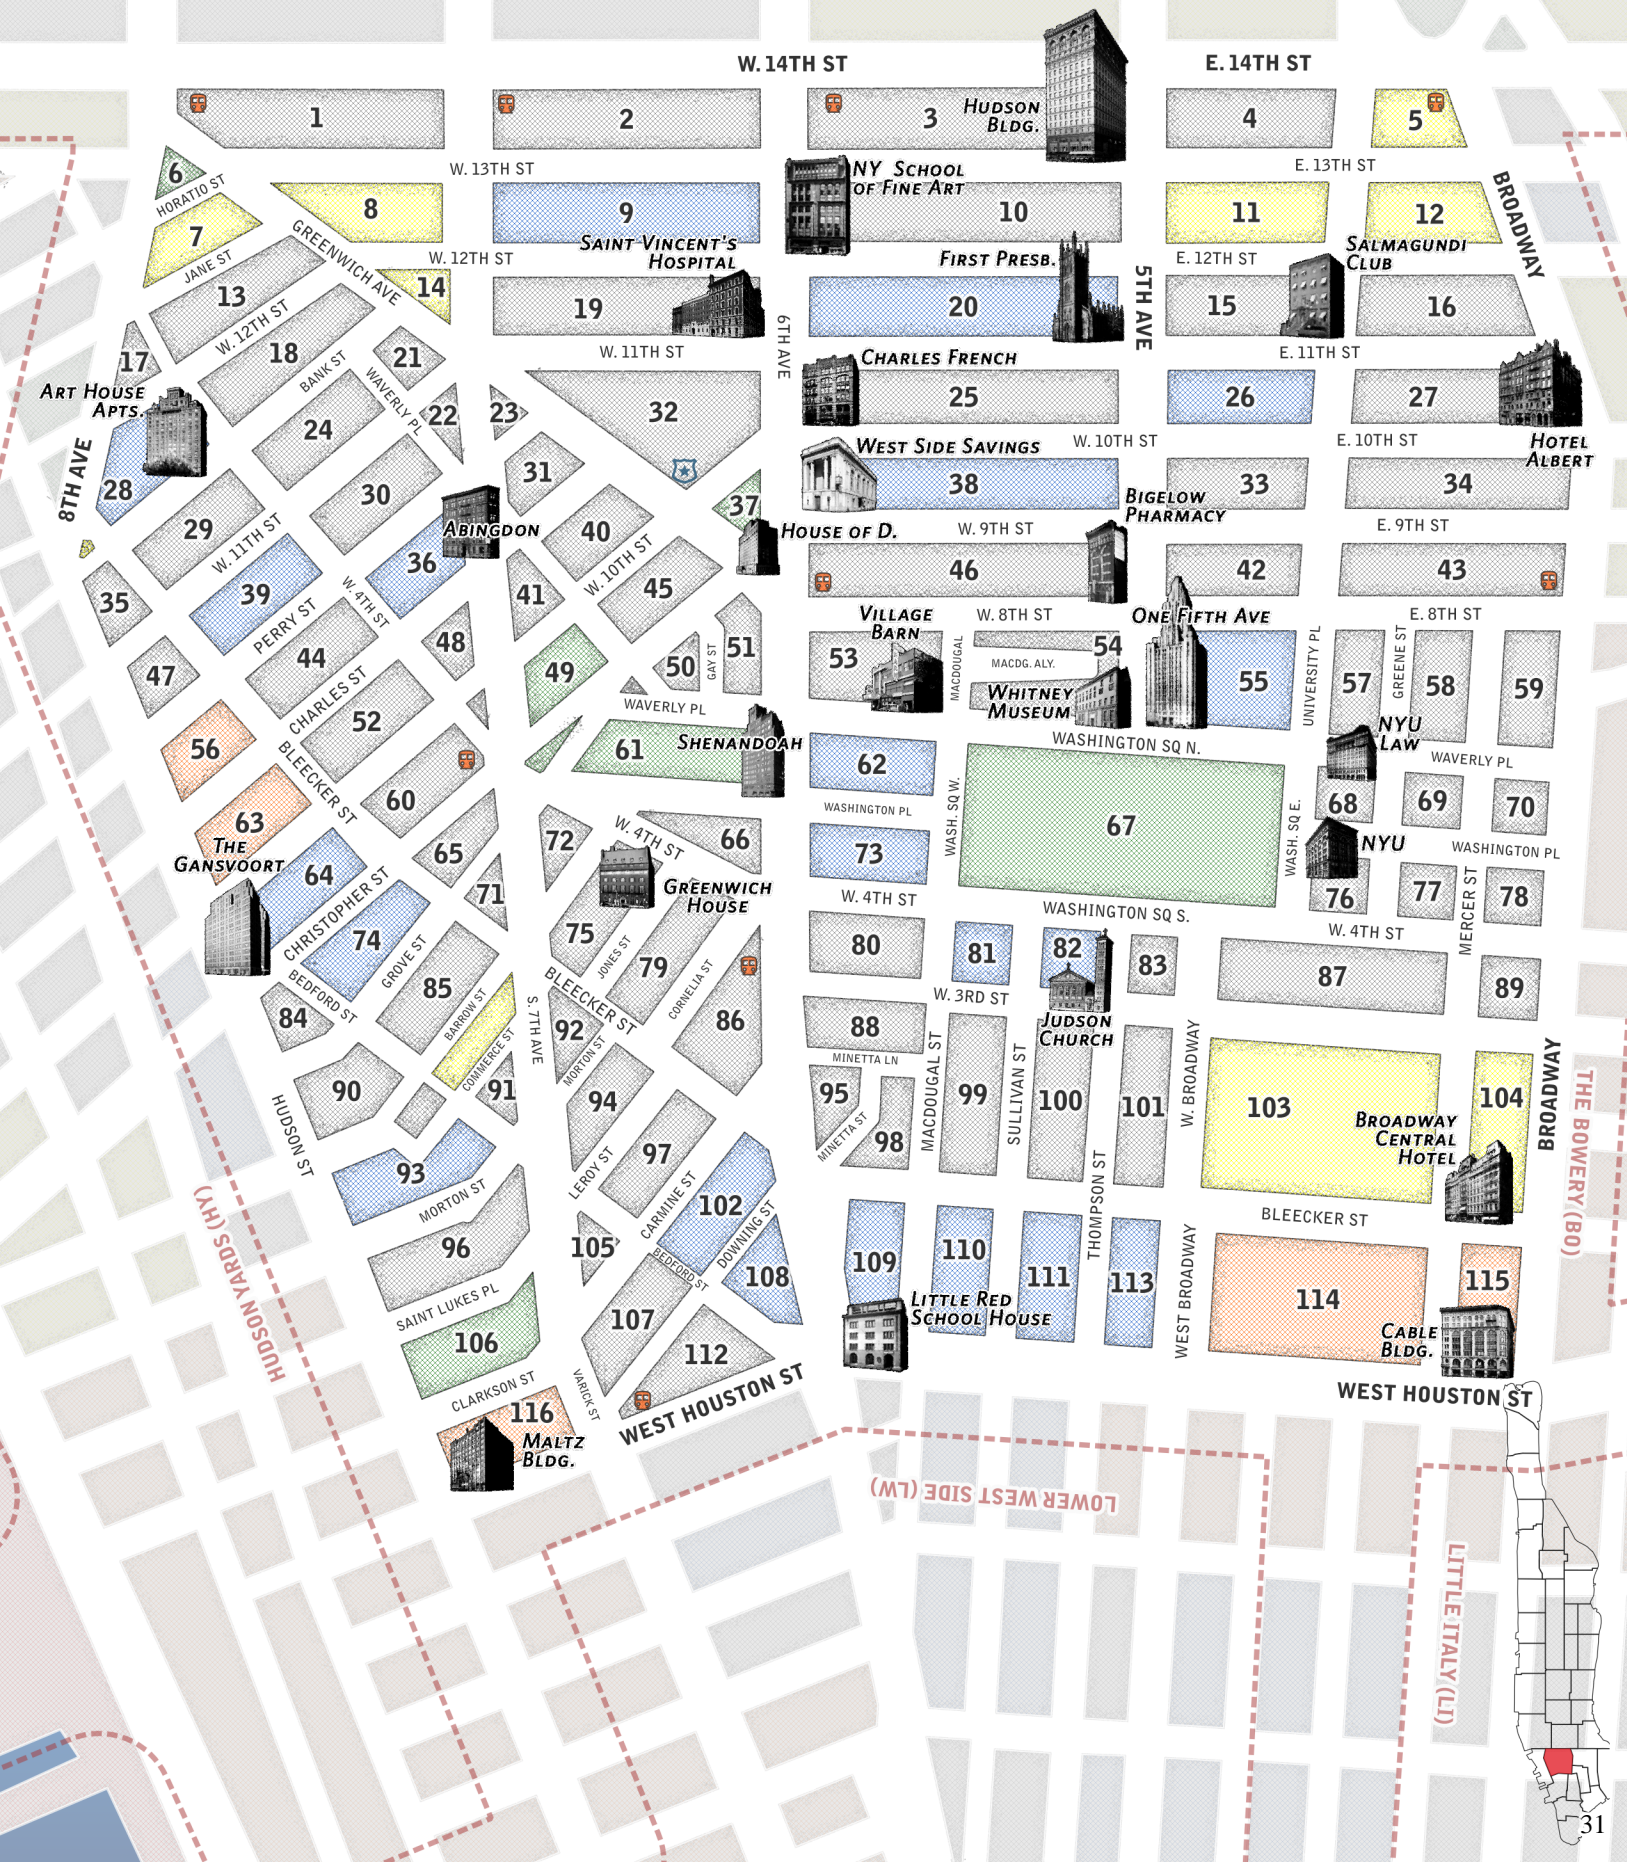 W. 14TH ST
E. 14TH ST
1
2
3
HUDSON
BLDG.
4
5
W. 13TH ST
E. 13TH ST
6
HORATIO ST
7
JANE ST
8
9
NY SCHOOL
OF FINE ART
10
11
12
BROADWAY
GREENWICH AVE
W. 12TH ST
SAINT VINCENT'S
HOSPITAL
FIRST PRESB.
E. 12TH ST
SALMAGUNDI
CLUB
BROADWAY
13
W. 12TH ST
14
19
6TH AVE
20
5TH AVE
15
16
17
18
BANK ST
21
WAVERLY PL
W. 11TH ST
E. 11TH ST
CHARLES FRENCH
ART HOUSE
APTS.
24
22
23
32
25
26
27
HOTEL
ALBERT
8TH AVE
28
29
30
31
WEST SIDE SAVINGS
W. 10TH ST
E. 10TH ST
38
33
34
W. 11TH ST
ABINGDON
40
37
HOUSE OF D.
W. 9TH ST
BIGELOW
PHARMACY
E. 9TH ST
35
39
36
W. 4TH ST
41
W. 10TH ST
45
46
42
43
PERRY ST
44
48
49
50
GAY ST
51
VILLAGE
BARN
W. 8TH ST
ONE FIFTH AVE
E. 8TH ST
47
CHARLES ST
52
53
MACDOUGAL
54
MACDG. ALY.
WHITNEY
MUSEUM
55
UNIVERSITY PL
57
GREENE ST
58
59
56
BLEECKER ST
WAVERLY PL
61
SHENANDOAH
62
WASHINGTON SQ N.
NYU
LAW
WAVERLY PL
63
60
WASHINGTON PL
WASH. SQ W.
67
WASH. SQ E.
68
69
70
THE
GANSVOORT
64
65
72
W. 4TH ST
66
73
NYU
WASHINGTON PL
CHRISTOPHER ST
71
GREENWICH
HOUSE
W. 4TH ST
WASHINGTON SQ S.
76
77
MERCER ST
78
74
GROVE ST
75
JONES ST
79
80
81
82
83
W. 4TH ST
87
89
BEDFORD ST
84
85
BARROW ST
COMMERCE ST
S. 7TH AVE
BLEECKER ST
92
CORNELIA ST
86
W. 3RD ST
88
JUDSON
CHURCH
MINETTA LN
90
91
MORTON ST
94
95
MINETTA ST
98
MACDOUGAL ST
99
SULLIVAN ST
100
101
W. BROADWAY
103
104
BROADWAY
BROADWAY
CENTRAL
HOTEL
HUDSON ST
93
MORTON ST
LEROY ST
97
CARMINE ST
102
DOWNING ST
THOMPSON ST
BLEECKER ST
THE BOWERY (BO)
96
105
BEDFORD ST
108
109
110
111
113
WEST BROADWAY
114
115
HUDSON YARDS (HY)
SAINT LUKES PL
106
107
112
LITTLE RED
SCHOOL HOUSE
CABLE
BLDG.
CLARKSON ST
VARICK ST
WEST HOUSTON ST
WEST HOUSTON ST
116
MALTZ
BLDG.
LOWER WEST SIDE (LW)
LITTLE ITALY (LI)
31